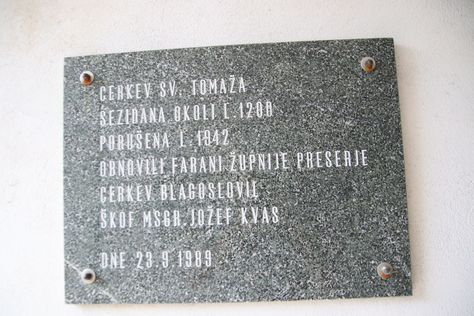 CERKEV SV. TOMAŽA
SEZIDANA OKOLI L. 1200
PORUŠENA L. 1942
OBNOVILI FARANI ŽUPNIJE PRESERJE
CERKEV BLAGOSLOVIL
ŠKOF MSGR. JOŽEF KVAS
DNE 23.9.1989